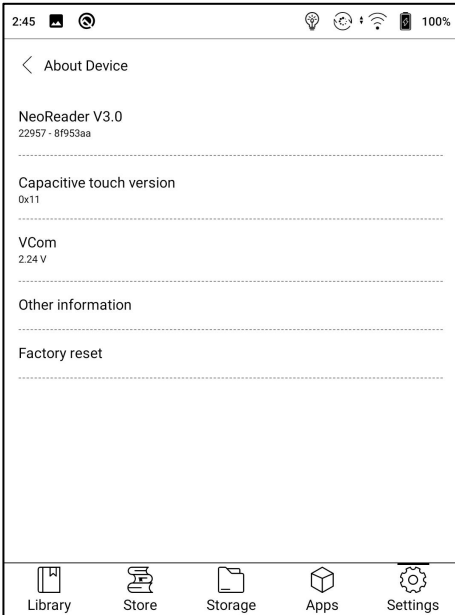 2:45 100%
About Device
NeoReader V3.0
22957 - 8f953aa
Capacitive touch version
0x11
VCom
2.24 V
Other information
Factory reset
Library Store Storage Apps Settings